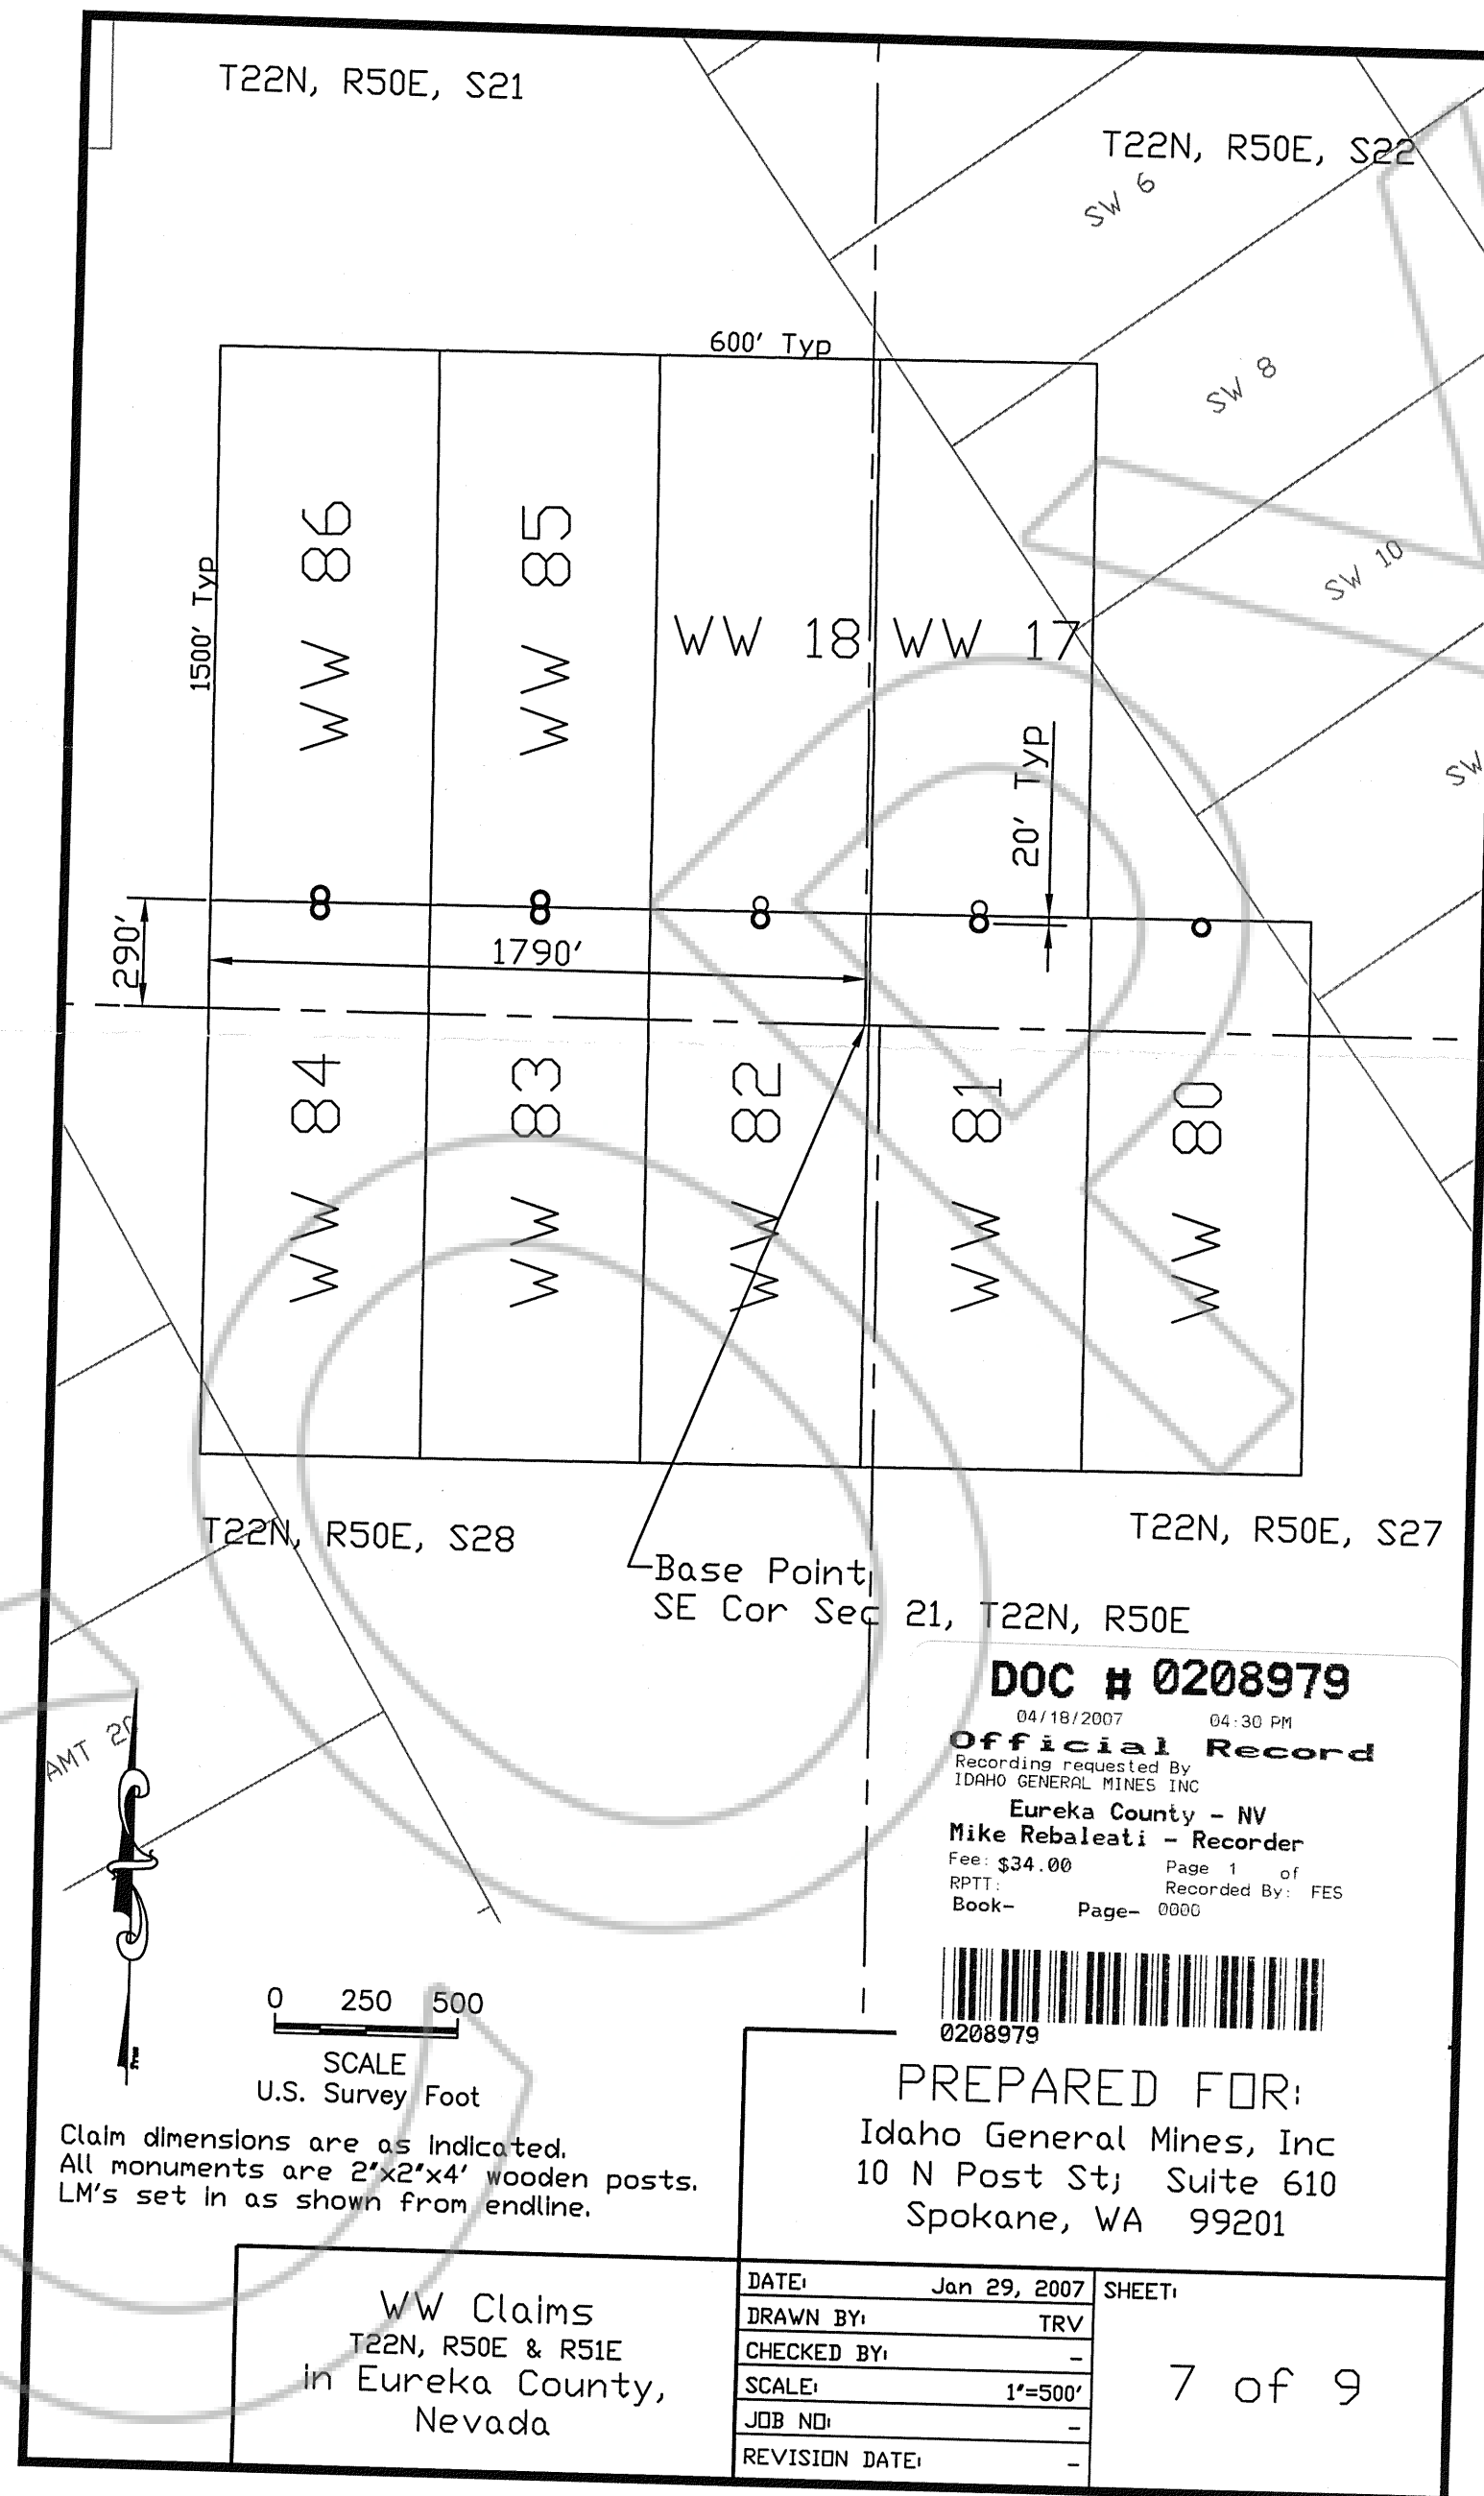 T22N, R50E, S21
T22N, R50E, S22
SW 6
600' Typ
SW 8
WW 86
WW 85
1500' Typ
SW 10
WW 18
WW 17
SW
20' Typ
290'
1790'
WW 84
WW 83
WW 82
WW 81
WW 80
T22N, R50E, S28
T22N, R50E, S27
Base Point
SE Cor Sec 21, T22N, R50E
DOC # 0208979
04/18/2007 04:30 PM
Official Record
Recording requested By
IDAHO GENERAL MINES INC
Eureka County - NV
Mike Rebaleati - Recorder
Fee: $34.00 Page 1 of
RPTT: Recorded By: FES
Book- Page- 0000
0208979
AMT 20
True
0 250 500
SCALE
U.S. Survey Foot
Claim dimensions are as indicated.
All monuments are 2"x2"x4' wooden posts.
LM's set in as shown from endline.
PREPARED FOR:
Idaho General Mines, Inc
10 N Post St; Suite 610
Spokane, WA 99201
WW Claims
T22N, R50E & R51E
in Eureka County,
Nevada
DATE: Jan 29, 2007
DRAWN BY: TRV
CHECKED BY: -
SCALE: 1"=500'
JOB NO: -
REVISION DATE: -
SHEET:
7 of 9